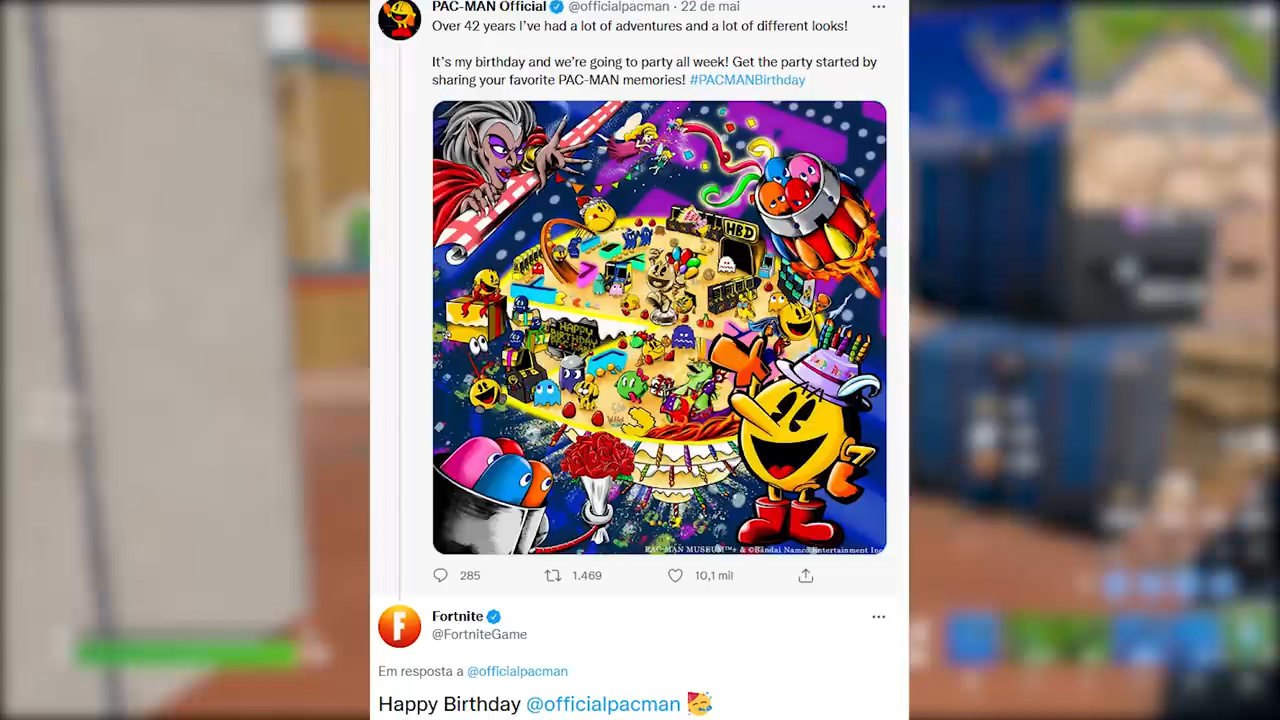 PAC-MAN Official @officialpacman · 22 de mai
Over 42 years I've had a lot of adventures and a lot of different looks!
It's my birthday and we're going to party all week! Get the party started by
sharing your favorite PAC-MAN memories! #PACMANBirthday
HBD
HAPPY
BIRTHDAY
PAC-MAN
PAC-MAN MUSEUM™+ & ©Bandai Namco Entertainment Inc
285 1.469 10,1 mil
Fortnite
@FortniteGame
Em resposta a @officialpacman
Happy Birthday @officialpacman 🥳